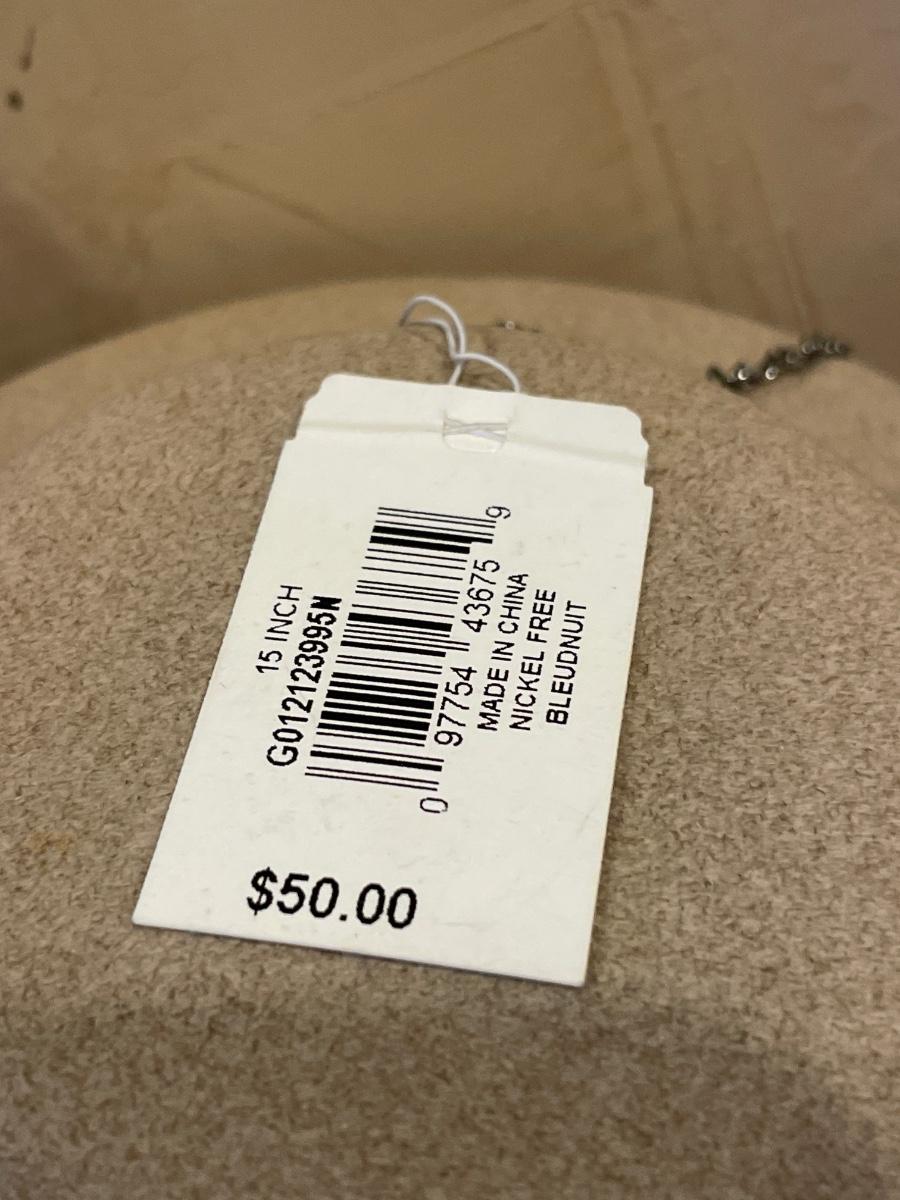 15 INCH
G012123995N
0 97754 43675 9
MADE IN CHINA
NICKEL FREE
BLEUDNUIT
$50.00